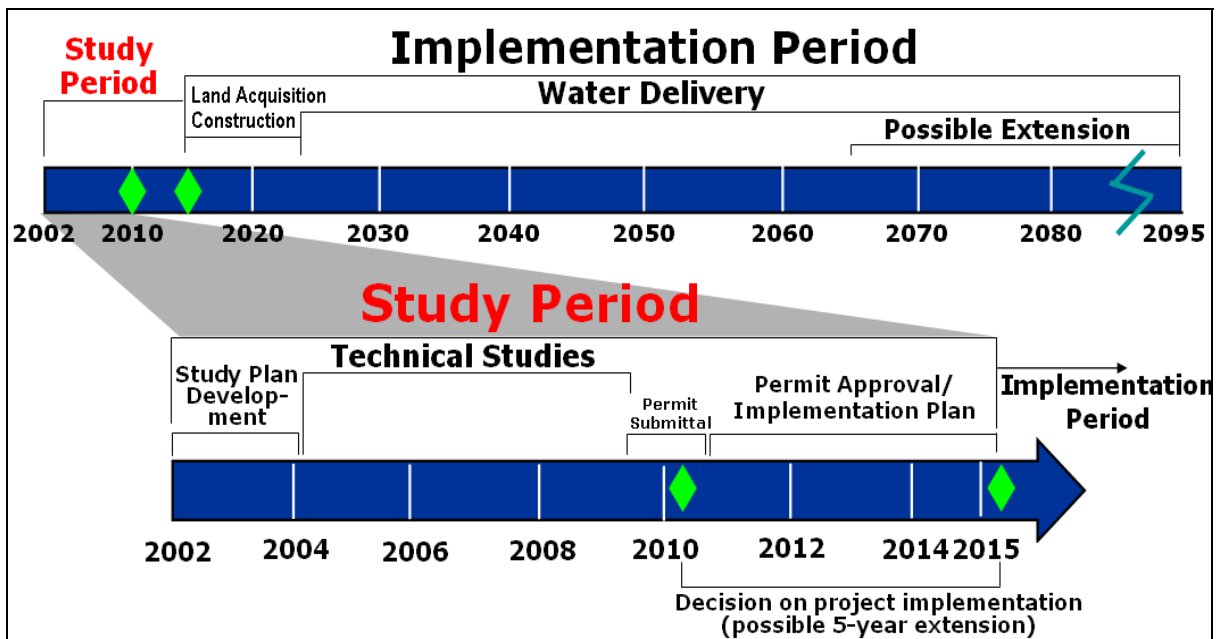 Study
Period
Implementation Period
Land Acquisition
Construction
Water Delivery
Possible Extension
2002 2010 2020 2030 2040 2050 2060 2070 2080 2095
Study Period
Study Plan
Develop-
ment
Technical Studies
Permit
Submittal
Permit Approval/
Implementation Plan
Implementation
Period
2002 2004 2006 2008 2010 2012 2014 2015
Decision on project implementation
(possible 5-year extension)